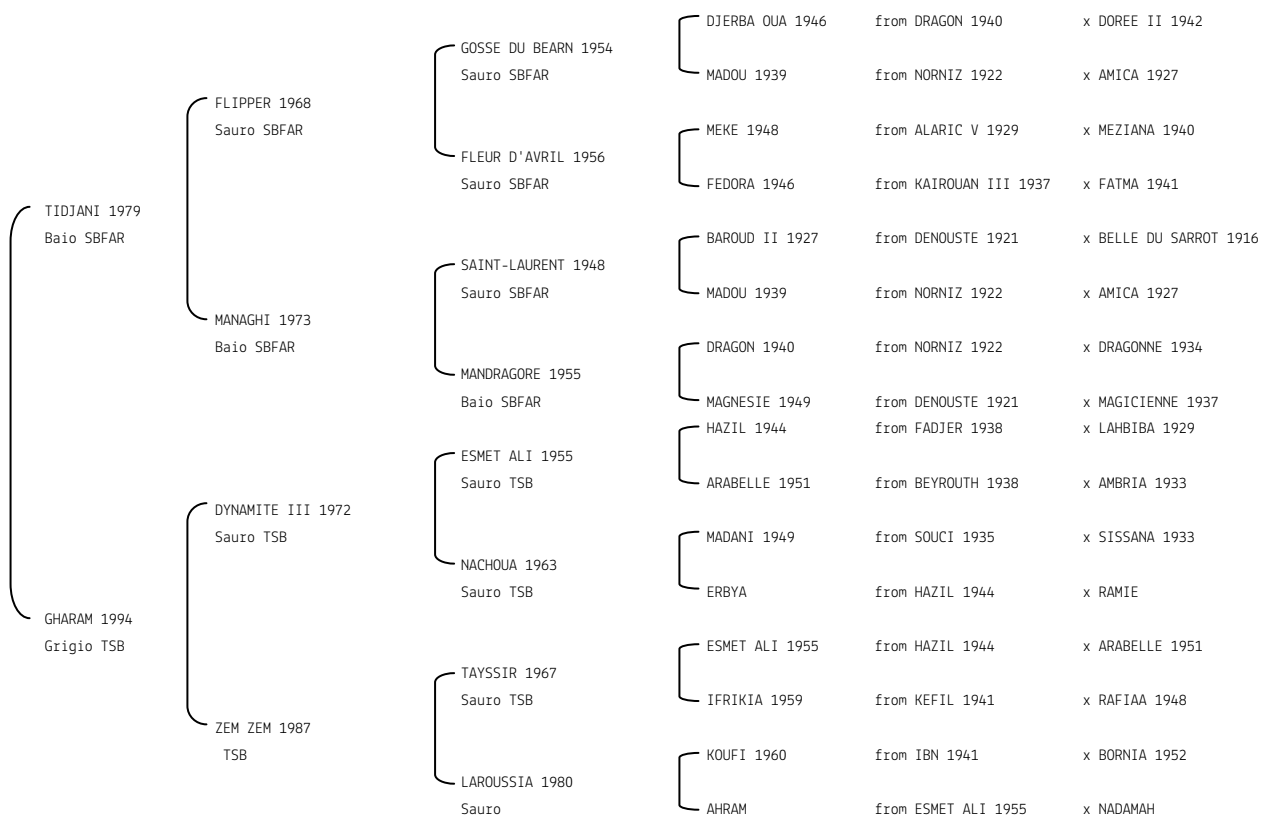 DJERBA OUA 1946 from DRAGON 1940 x DOREE II 1942
GOSSE DU BEARN 1954
Sauro SBFAR
MADOU 1939 from NORNIZ 1922 x AMICA 1927
FLIPPER 1968
Sauro SBFAR
MEKE 1948 from ALARIC V 1929 x MEZIANA 1940
FLEUR D'AVRIL 1956
Sauro SBFAR
FEDORA 1946 from KAIROUAN III 1937 x FATMA 1941
TIDJANI 1979
Baio SBFAR
BAROUD II 1927 from DENOUSTE 1921 x BELLE DU SARROT 1916
SAINT-LAURENT 1948
Sauro SBFAR
MADOU 1939 from NORNIZ 1922 x AMICA 1927
MANAGHI 1973
Baio SBFAR
DRAGON 1940 from NORNIZ 1922 x DRAGONNE 1934
MANDRAGORE 1955
Baio SBFAR
MAGNESIE 1949 from DENOUSTE 1921 x MAGICIENNE 1937
HAZIL 1944 from FADJER 1938 x LAHBIBA 1929
ESMET ALI 1955
Sauro TSB
ARABELLE 1951 from BEYROUTH 1938 x AMBRIA 1933
DYNAMITE III 1972
Sauro TSB
MADANI 1949 from SOUCI 1935 x SISSANA 1933
NACHOUA 1963
Sauro TSB
ERBYA from HAZIL 1944 x RAMIE
GHARAM 1994
Grigio TSB
ESMET ALI 1955 from HAZIL 1944 x ARABELLE 1951
TAYSSIR 1967
Sauro TSB
IFRIKIA 1959 from KEFIL 1941 x RAFIAA 1948
ZEM ZEM 1987
TSB
KOUFI 1960 from IBN 1941 x BORNIA 1952
LAROUSSIA 1980
Sauro
AHRAM from ESMET ALI 1955 x NADAMAH